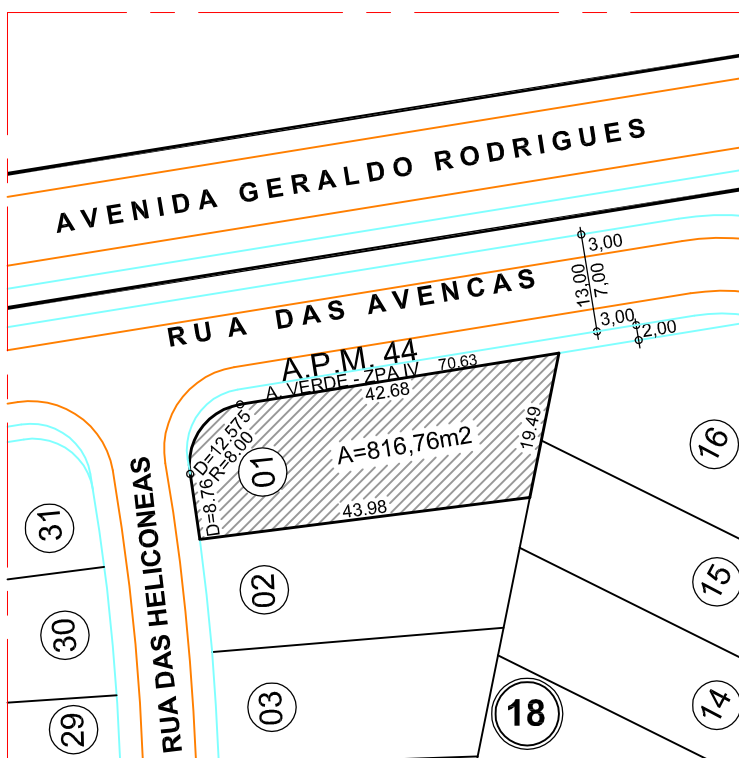 AVENIDA GERALDO RODRIGUES
3,00
13,00
7,00
RUA DAS AVENCAS
3,00
2,00
A.P.M. 44
A. VERDE - ZPA IV
70.63
42.68
D=12.575
R=8.00
01
A=816,76m2
19.49
16
D=8.76
43.98
31
RUA DAS HELICONEAS
02
15
30
03
18
14
29